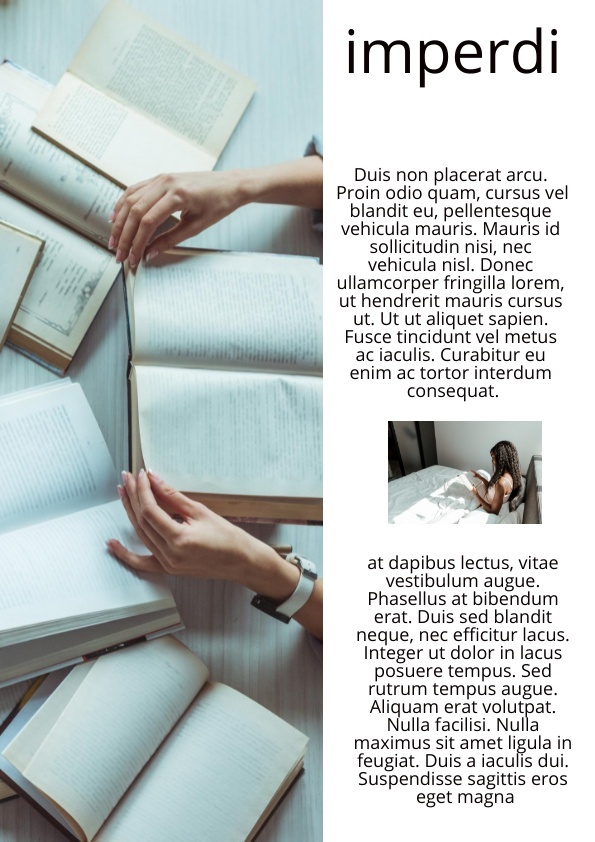 imperdi
Duis non placerat arcu.
Proin odio quam, cursus vel
blandit eu, pellentesque
vehicula mauris. Mauris id
sollicitudin nisi, nec
vehicula nisl. Donec
ullamcorper fringilla lorem,
ut hendrerit mauris cursus
ut. Ut ut aliquet sapien.
Fusce tincidunt vel metus
ac iaculis. Curabitur eu
enim ac tortor interdum
consequat.
at dapibus lectus, vitae
vestibulum augue.
Phasellus at bibendum
erat. Duis sed blandit
neque, nec efficitur lacus.
Integer ut dolor in lacus
posuere tempus. Sed
rutrum tempus augue.
Aliquam erat volutpat.
Nulla facilisi. Nulla
maximus sit amet ligula in
feugiat. Duis a iaculis dui.
Suspendisse sagittis eros
eget magna